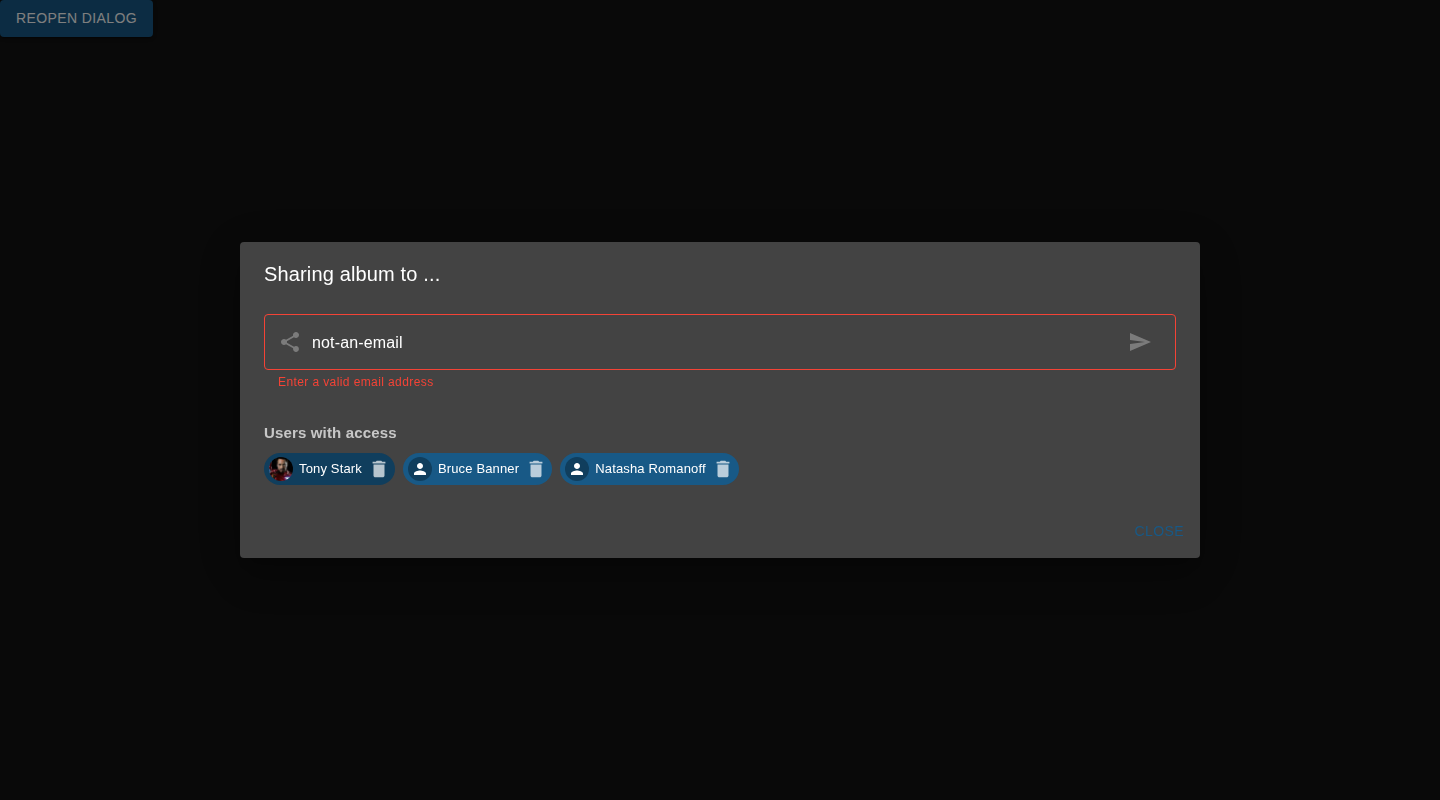 REOPEN DIALOG
Sharing album to ...
not-an-email
Enter a valid email address
Users with access
Tony Stark Bruce Banner Natasha Romanoff
CLOSE